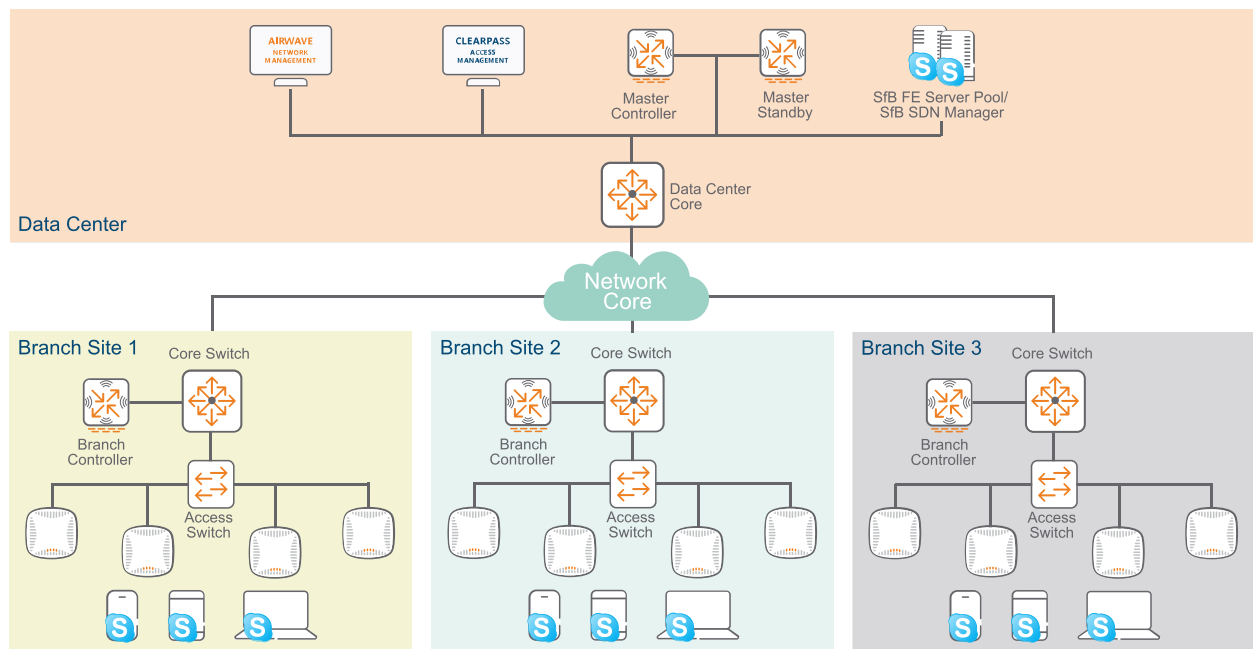 AIRWAVE
NETWORK
MANAGEMENT
CLEARPASS
ACCESS
MANAGEMENT
Master
Controller
Master
Standby
SfB FE Server Pool/
SfB SDN Manager
Data Center
Core
Data Center
Network
Core
Branch Site 1
Core Switch
Branch
Controller
Access
Switch
Branch Site 2
Core Switch
Branch
Controller
Access
Switch
Branch Site 3
Core Switch
Branch
Controller
Access
Switch
S
S
S
S
S
S
S
S
S
S
S